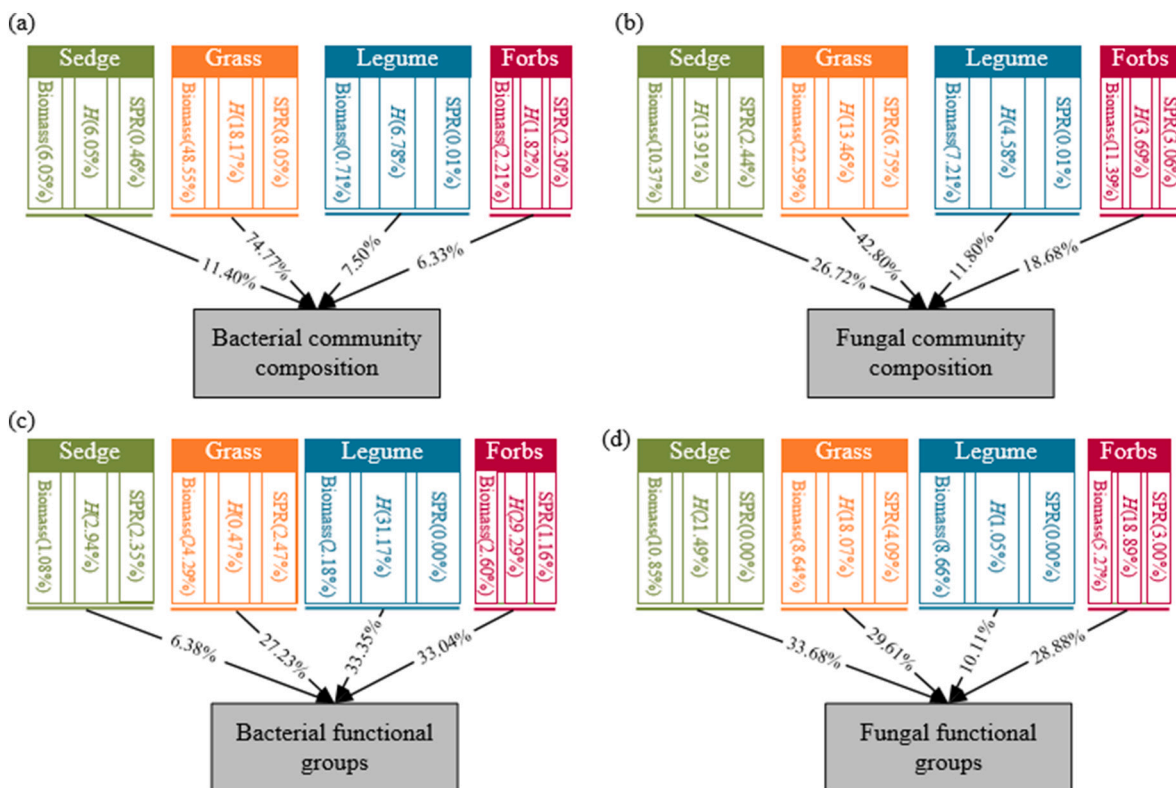 (a)
Sedge
Biomass(6.05%)
H(6.05%)
SPR(0.46%)
Grass
Biomass(48.55%)
H(18.17%)
SPR(8.05%)
Legume
Biomass(0.71%)
H(6.78%)
SPR(0.01%)
Forbs
Biomass(2.21%)
H(1.82%)
SPR(2.30%)
11.40%
74.77%
7.50%
6.33%
Bacterial community
composition
(b)
Sedge
Biomass(10.37%)
H(13.91%)
SPR(2.44%)
Grass
Biomass(22.59%)
H(13.46%)
SPR(6.75%)
Legume
Biomass(7.21%)
H(4.58%)
SPR(0.01%)
Forbs
Biomass(11.39%)
H(3.69%)
26.72%
42.80%
11.80%
18.68%
Fungal community
composition
(c)
Sedge
Biomass(1.08%)
H(2.94%)
SPR(2.35%)
Grass
Biomass(24.29%)
H(0.47%)
SPR(2.47%)
Legume
Biomass(2.18%)
H(31.17%)
SPR(0.00%)
Forbs
Biomass(2.60%)
H(29.29%)
SPR(1.16%)
6.38%
27.23%
33.35%
33.04%
Bacterial functional
groups
(d)
Sedge
Biomass(10.85%)
H(21.49%)
SPR(0.00%)
Grass
Biomass(8.64%)
H(18.07%)
SPR(4.09%)
Legume
Biomass(8.66%)
H(1.05%)
SPR(0.00%)
Forbs
Biomass(5.27%)
H(18.89%)
SPR(3.00%)
33.68%
29.61%
10.11%
28.88%
Fungal functional
groups